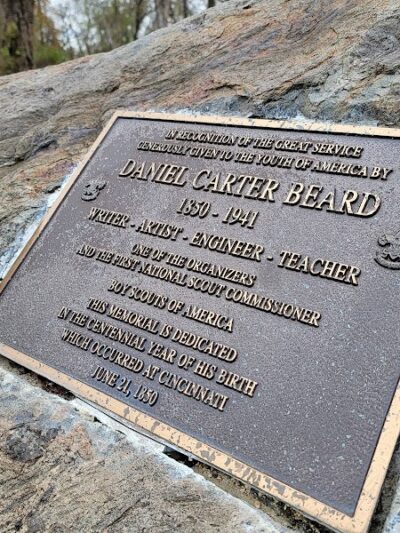 IN RECOGNITION OF THE GREAT SERVICE
GENEROUSLY GIVEN TO THE YOUTH OF AMERICA BY
DANIEL CARTER BEARD
1850 - 1941
WRITER - ARTIST - ENGINEER - TEACHER
ONE OF THE ORGANIZERS
AND THE FIRST NATIONAL SCOUT COMMISSIONER
BOY SCOUTS OF AMERICA
THIS MEMORIAL IS DEDICATED
IN THE CENTENNIAL YEAR OF HIS BIRTH
WHICH OCCURRED AT CINCINNATI
JUNE 21, 1850